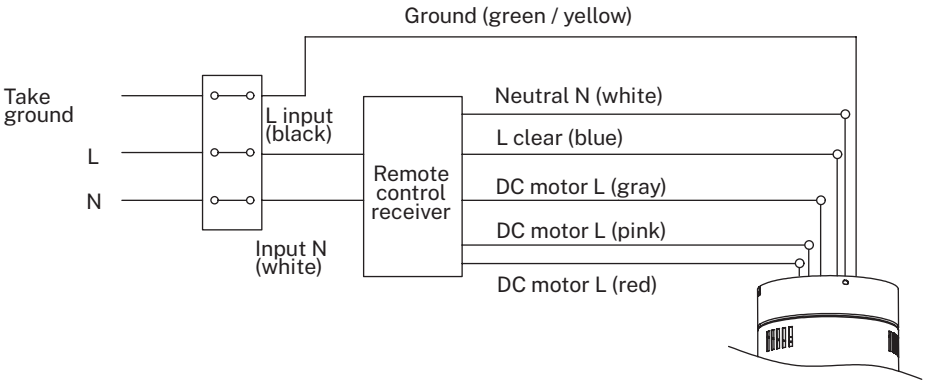 Ground (green / yellow)
Take
ground
L
N
L input
(black)
Input N
(white)
Remote
control
receiver
Neutral N (white)
L clear (blue)
DC motor L (gray)
DC motor L (pink)
DC motor L (red)